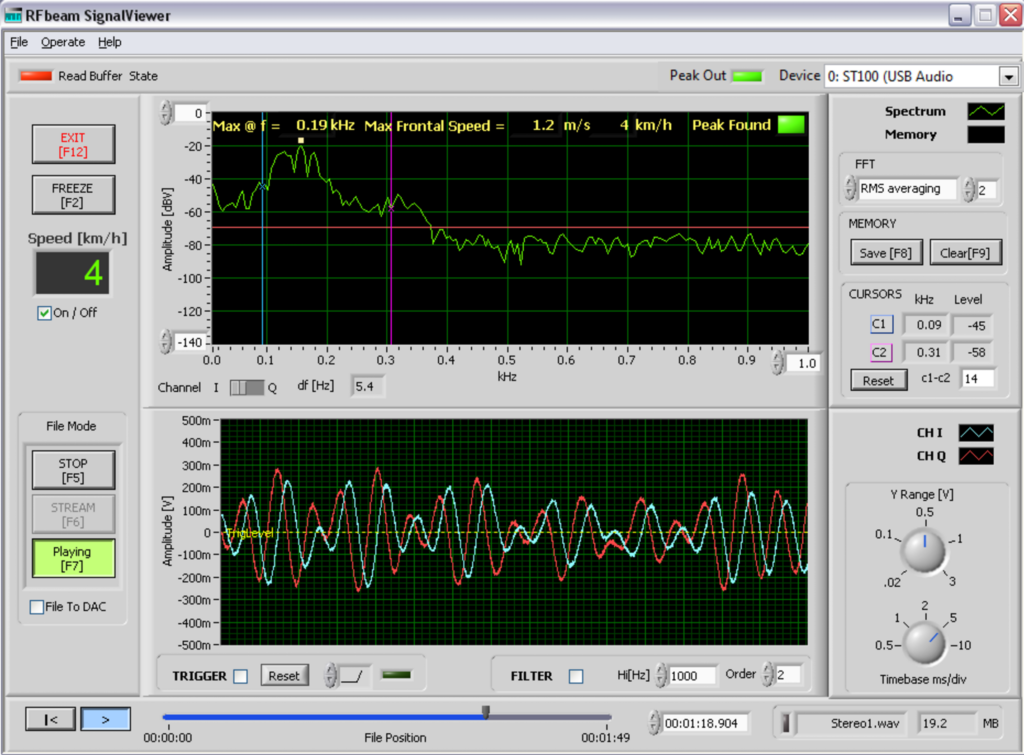 RFbeam SignalViewer
File Operate Help
Read Buffer State
Peak Out
Device 0: ST100 (USB Audio
EXIT
[F12]
FREEZE
[F2]
Speed [km/h]
4
On / Off
File Mode
STOP
[F5]
STREAM
[F6]
Playing
[F7]
File To DAC
Max @ f = 0.19 kHz Max Frontal Speed = 1.2 m/s 4 km/h Peak Found
Amplitude [dBV]
0
-20
-40
-60
-80
-100
-120
-140
0.0 0.1 0.2 0.3 0.4 0.5 0.6 0.7 0.8 0.9 1.0
kHz
Channel I Q df [Hz] 5.4
Spectrum
Memory
FFT
RMS averaging 2
MEMORY
Save [F8] Clear[F9]
CURSORS kHz Level
C1 0.09 -45
C2 0.31 -58
Reset c1-c2 14
Amplitude [V]
500m
400m
300m
200m
100m
0
-100m
-200m
-300m
-400m
-500m
TrigLevel
TRIGGER Reset
FILTER Hi[Hz] 1000 Order 2
CH I
CH Q
Y Range [V]
0.5
0.1 1
.02 3
2
1 5
0.5 10
Timebase ms/div
|< >
00:00:00 File Position 00:01:49
00:01:18.904
Stereo1.wav 19.2 MB